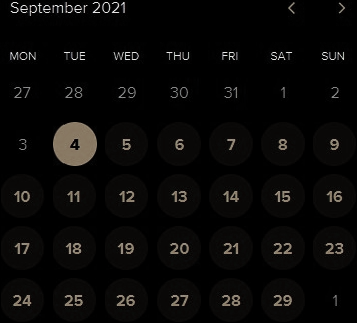 September 2021
MON TUE WED THU FRI SAT SUN
27 28 29 30 31 1 2
3 4 5 6 7 8 9
10 11 12 13 14 15 16
17 18 19 20 21 22 23
24 25 26 27 28 29 1